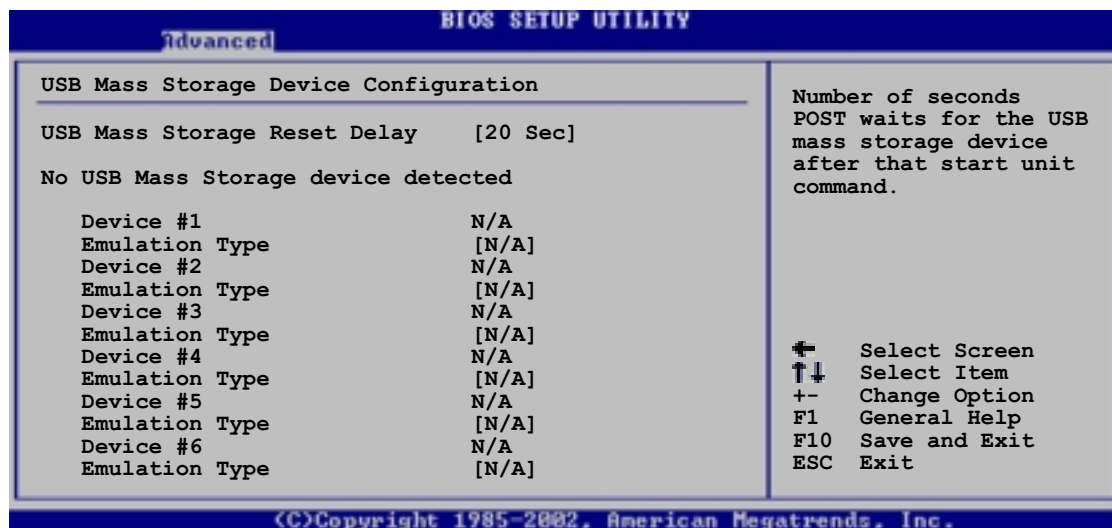 BIOS SETUP UTILITY
Advanced
USB Mass Storage Device Configuration
USB Mass Storage Reset Delay [20 Sec]
No USB Mass Storage device detected
Device #1 N/A
Emulation Type [N/A]
Device #2 N/A
Emulation Type [N/A]
Device #3 N/A
Emulation Type [N/A]
Device #4 N/A
Emulation Type [N/A]
Device #5 N/A
Emulation Type [N/A]
Device #6 N/A
Emulation Type [N/A]
Number of seconds
POST waits for the USB
mass storage device
after that start unit
command.
← Select Screen
↑↓ Select Item
+- Change Option
F1 General Help
F10 Save and Exit
ESC Exit
(C)Copyright 1985-2002, American Megatrends, Inc.